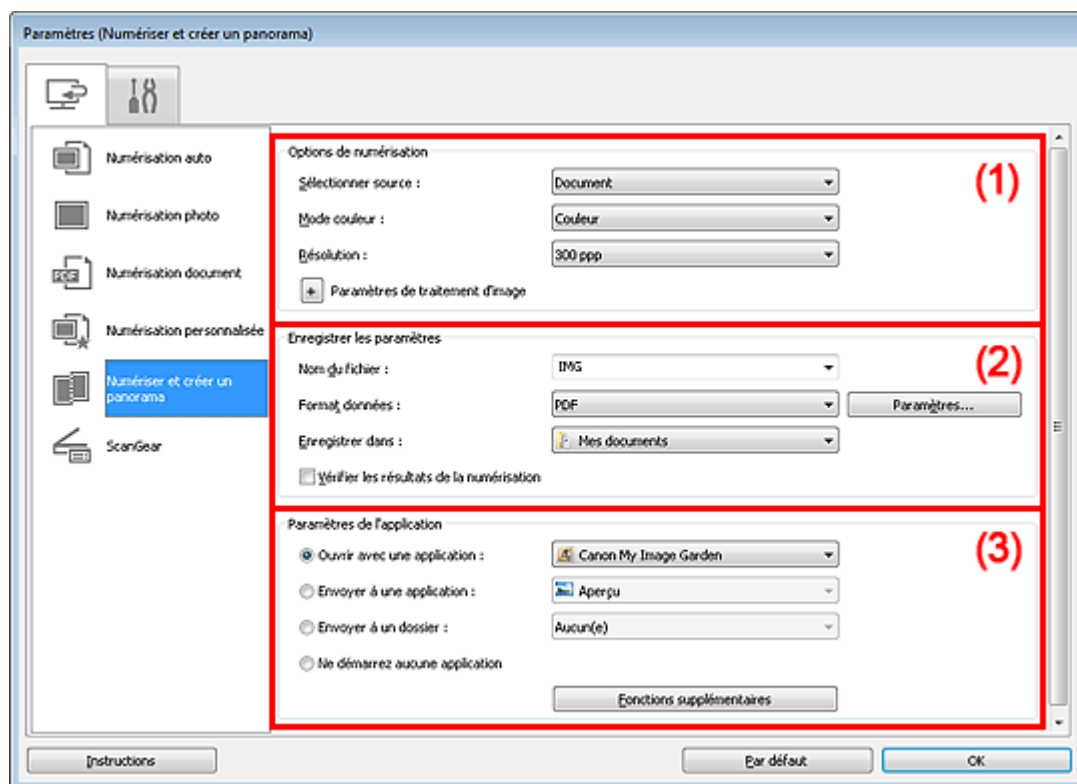 Paramètres (Numériser et créer un panorama)
Numérisation auto
Numérisation photo
PDF
Numérisation document
Numérisation personnalisée
Numériser et créer un
panorama
ScanGear
Options de numérisation
(1)
Sélectionner source : Document
Mode couleur : Couleur
Résolution : 300 ppp
+ Paramètres de traitement d'image
Enregistrer les paramètres
(2)
Nom du fichier : IMG
Format données : PDF Paramètres...
Enregistrer dans : Mes documents
Vérifier les résultats de la numérisation
Paramètres de l'application
(3)
Ouvrir avec une application : Canon My Image Garden
Envoyer à une application : Aperçu
Envoyer à un dossier : Aucun(e)
Ne démarrez aucune application
Fonctions supplémentaires
Instructions Par défaut OK